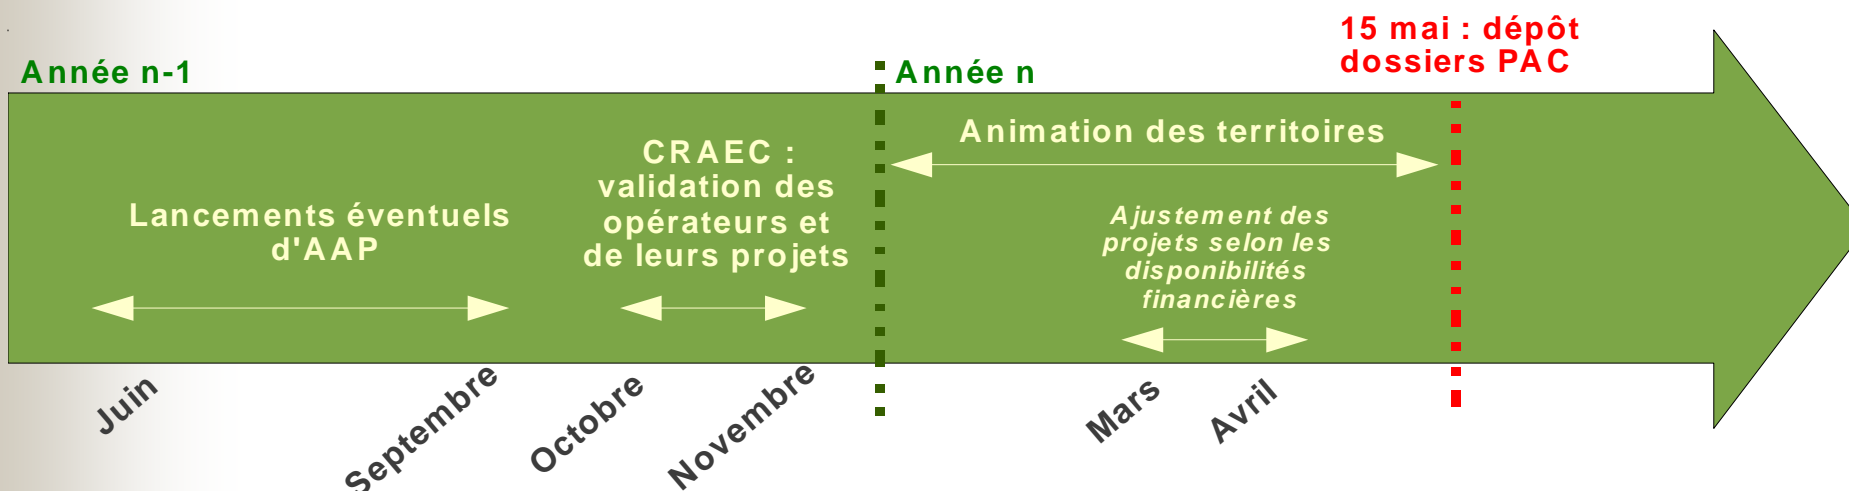 15 mai : dépôt
dossiers PAC
Année n-1
Année n
Animation des territoires
CRAEC :
validation des
opérateurs et
de leurs projets
Lancements éventuels
d'AAP
Ajustement des
projets selon les
disponibilités
financières
Juin
Septembre
Octobre
Novembre
Mars
Avril